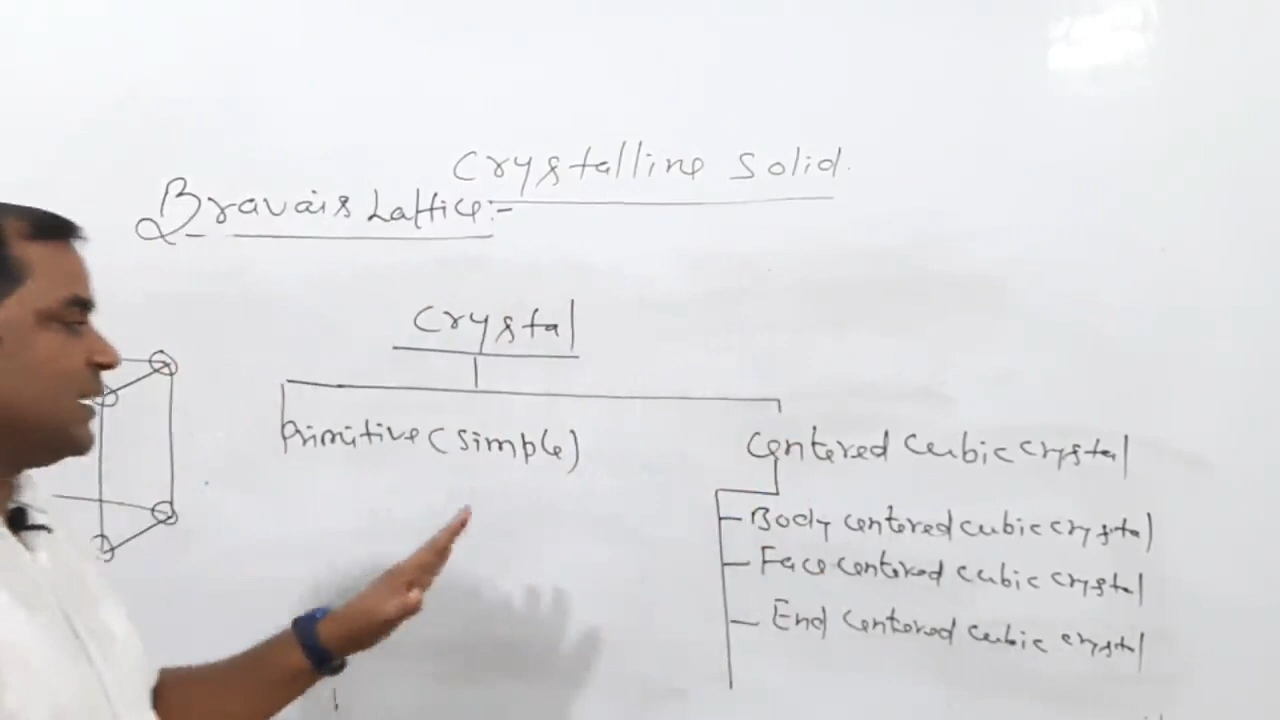 Crystalline Solid.
Bravais Lattice:-
Crystal
Primitive (Simple)
Centered Cubic Crystal
Body Centered Cubic Crystal
Face Centered Cubic Crystal
End Centered Cubic Crystal